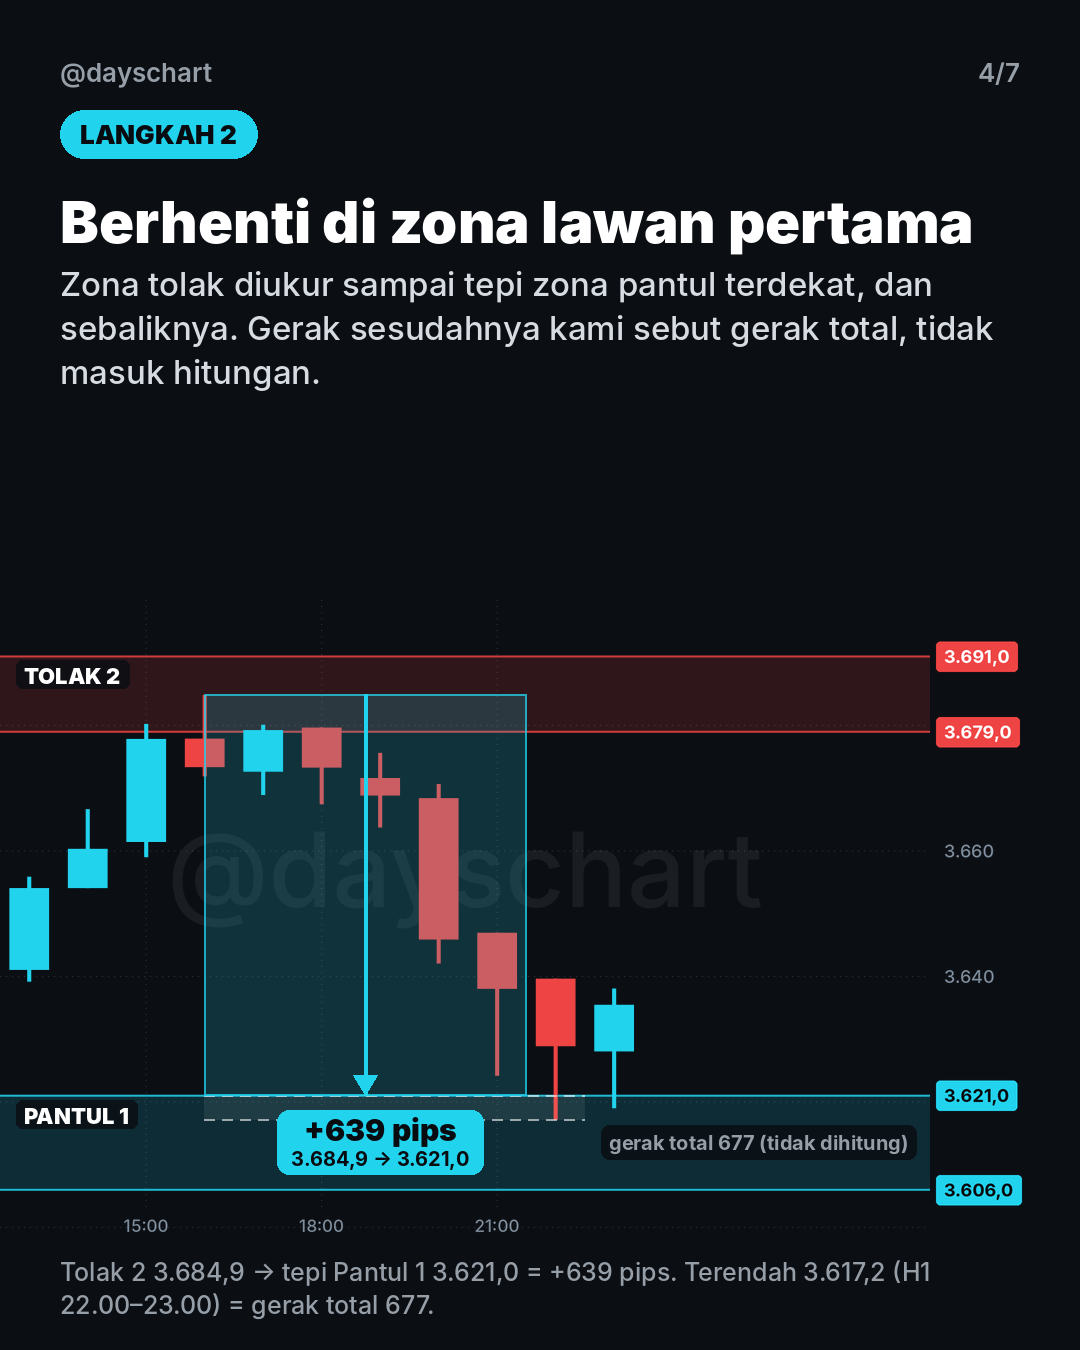 @dayschart
4/7
LANGKAH 2
Berhenti di zona lawan pertama
Zona tolak diukur sampai tepi zona pantul terdekat, dan
sebaliknya. Gerak sesudahnya kami sebut gerak total, tidak
masuk hitungan.
TOLAK 2
3.691,0
3.679,0
@dayschart
3.660
3.640
PANTUL 1
3.621,0
+639 pips
3.684,9 → 3.621,0
gerak total 677 (tidak dihitung)
3.606,0
15:00
18:00
21:00
Tolak 2 3.684,9 → tepi Pantul 1 3.621,0 = +639 pips. Terendah 3.617,2 (H1
22.00–23.00) = gerak total 677.